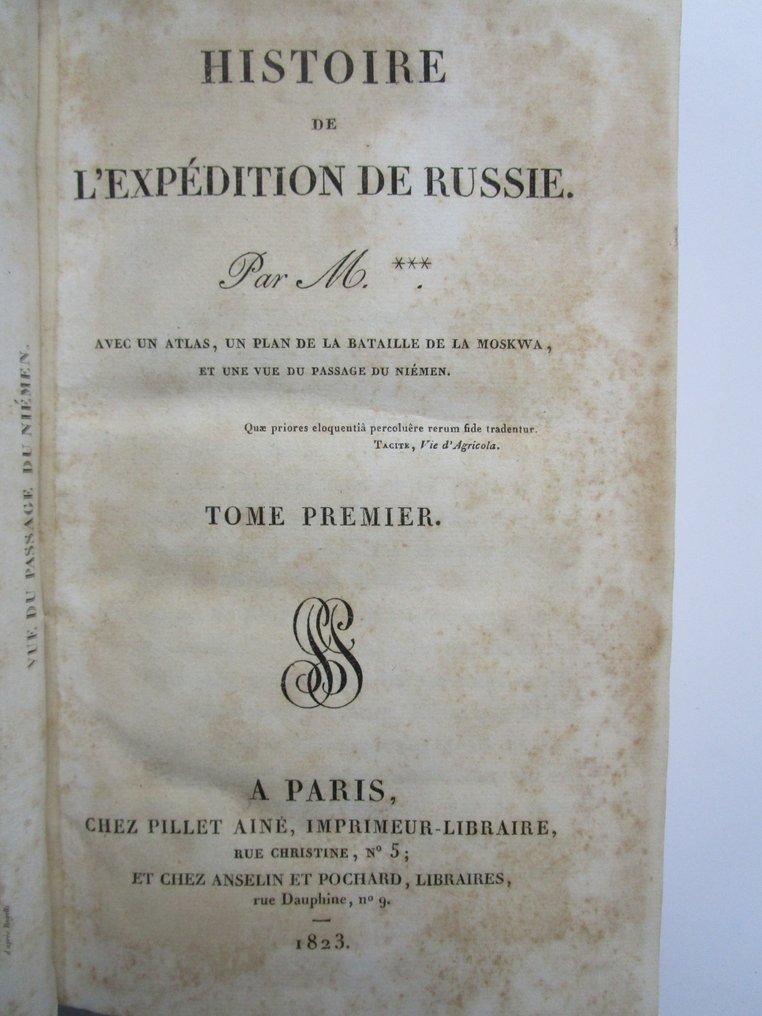 HISTOIRE
DE
L'EXPÉDITION DE RUSSIE.
Par M. ***.
AVEC UN ATLAS, UN PLAN DE LA BATAILLE DE LA MOSKWA,
ET UNE VUE DU PASSAGE DU NIÉMEN.
Quæ priores eloquentiâ percoluêre rerum fide tradentur.
TACITE, Vie d'Agricola.
TOME PREMIER.
A PARIS,
CHEZ PILLET AINÉ, IMPRIMEUR-LIBRAIRE,
RUE CHRISTINE, Nº 5;
ET CHEZ ANSELIN ET POCHARD, LIBRAIRES,
rue Dauphine, nº 9.
1823.
VUE DU PASSAGE DU NIÉMEN.